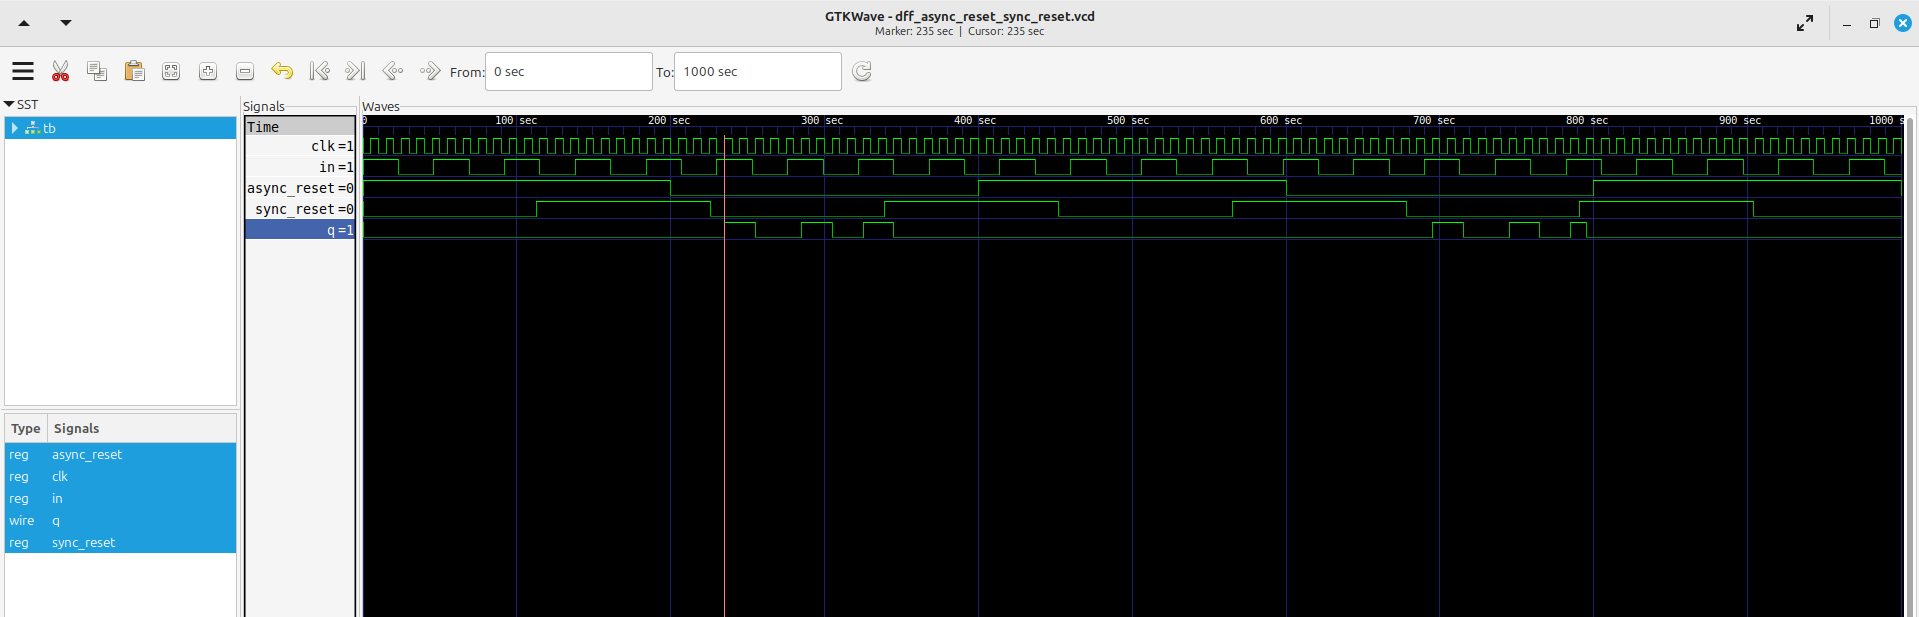 GTKWave - dff_async_reset_sync_reset.vcd
Marker: 235 sec | Cursor: 235 sec
From: 0 sec To: 1000 sec
SST
tb
Type Signals
reg async_reset
reg clk
reg in
wire q
reg sync_reset
Signals
Time
clk=1
in=1
async_reset=0
sync_reset=0
q=1
Waves
0 100 sec 200 sec 300 sec 400 sec 500 sec 600 sec 700 sec 800 sec 900 sec 1000 s